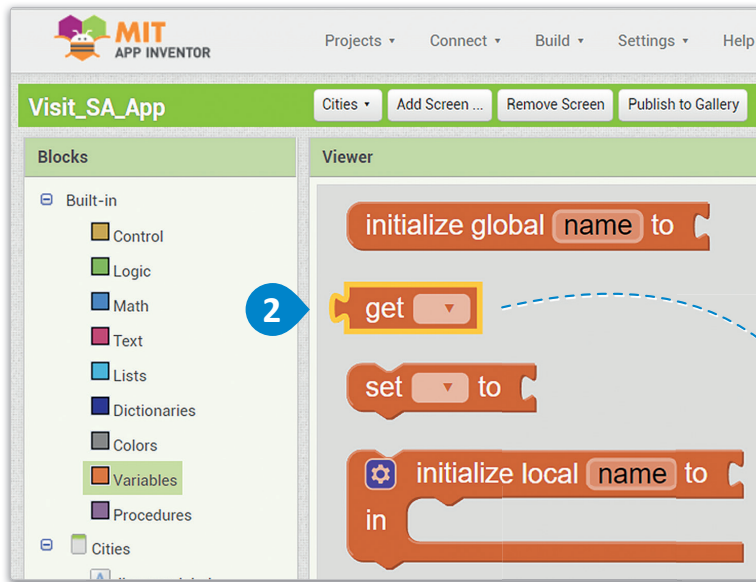 MIT
APP INVENTOR
Projects Connect Build Settings Help
Visit_SA_App
Cities Add Screen ... Remove Screen Publish to Gallery
Blocks
Viewer
Built-in
Control
Logic
Math
Text
Lists
Dictionaries
Colors
Variables
Procedures
Cities
initialize global name to
2
get
set to
initialize local name to
in